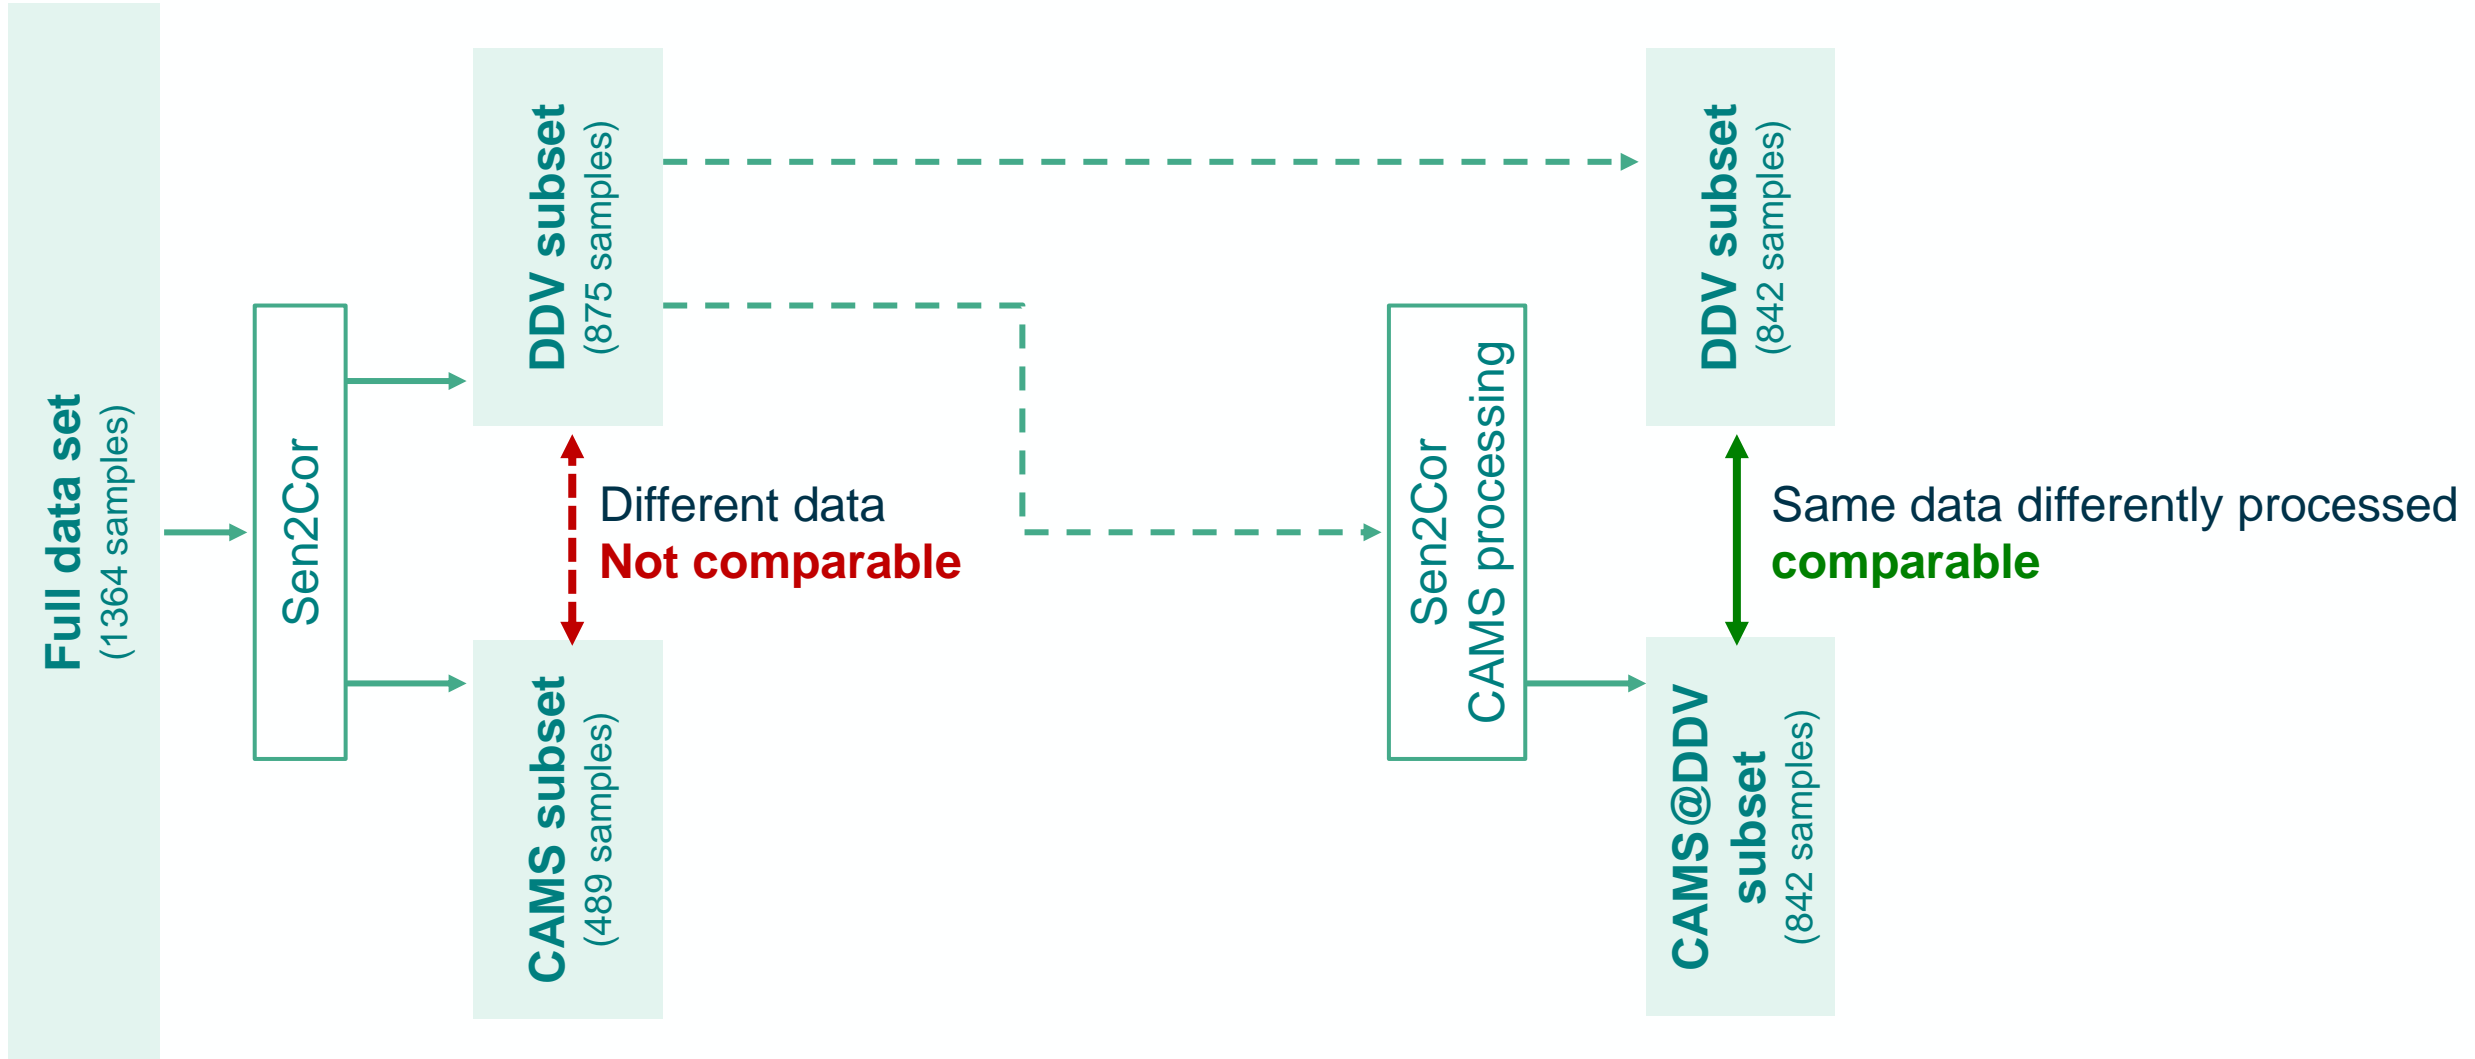 Full data set
(1364 samples)
Sen2Cor
DDV subset
(875 samples)
Different data
Not comparable
CAMS subset
(489 samples)
Sen2Cor
CAMS processing
DDV subset
(842 samples)
Same data differently processed
comparable
CAMS@DDV
subset
(842 samples)